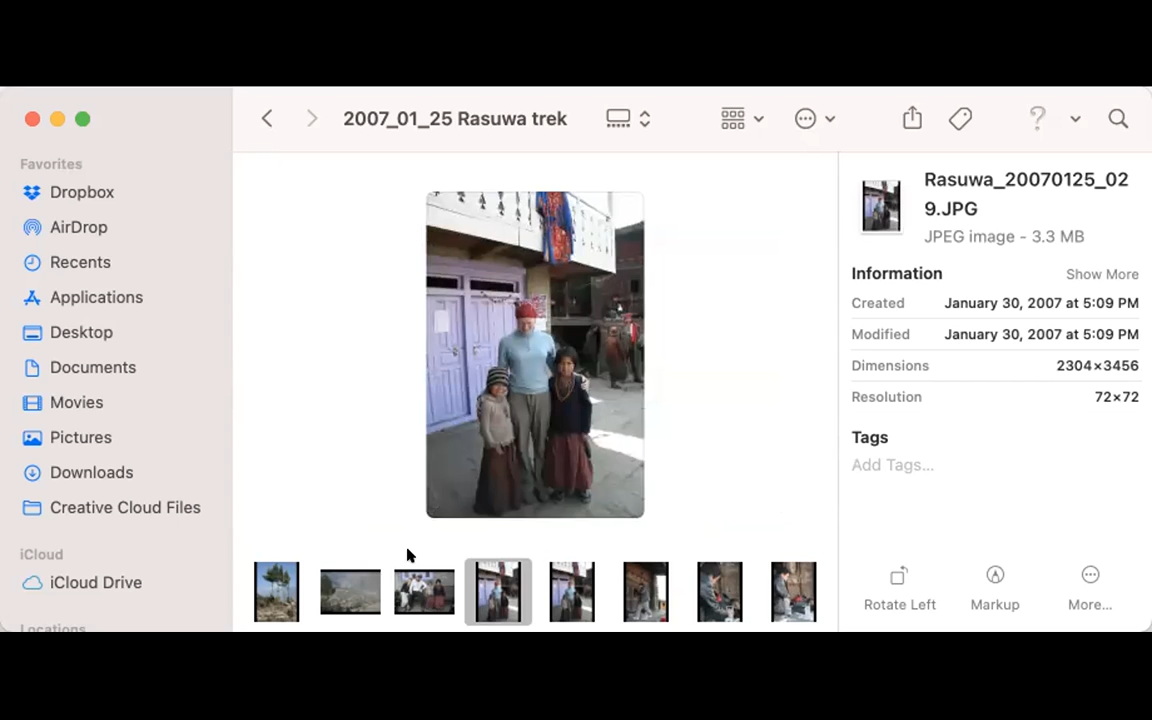 2007_01_25 Rasuwa trek
Favorites
Dropbox
AirDrop
Recents
Applications
Desktop
Documents
Movies
Pictures
Downloads
Creative Cloud Files
iCloud
iCloud Drive
Locations
Rasuwa_20070125_02
9.JPG
JPEG image - 3.3 MB
Information Show More
Created January 30, 2007 at 5:09 PM
Modified January 30, 2007 at 5:09 PM
Dimensions 2304×3456
Resolution 72×72
Tags
Add Tags...
Rotate Left Markup More...